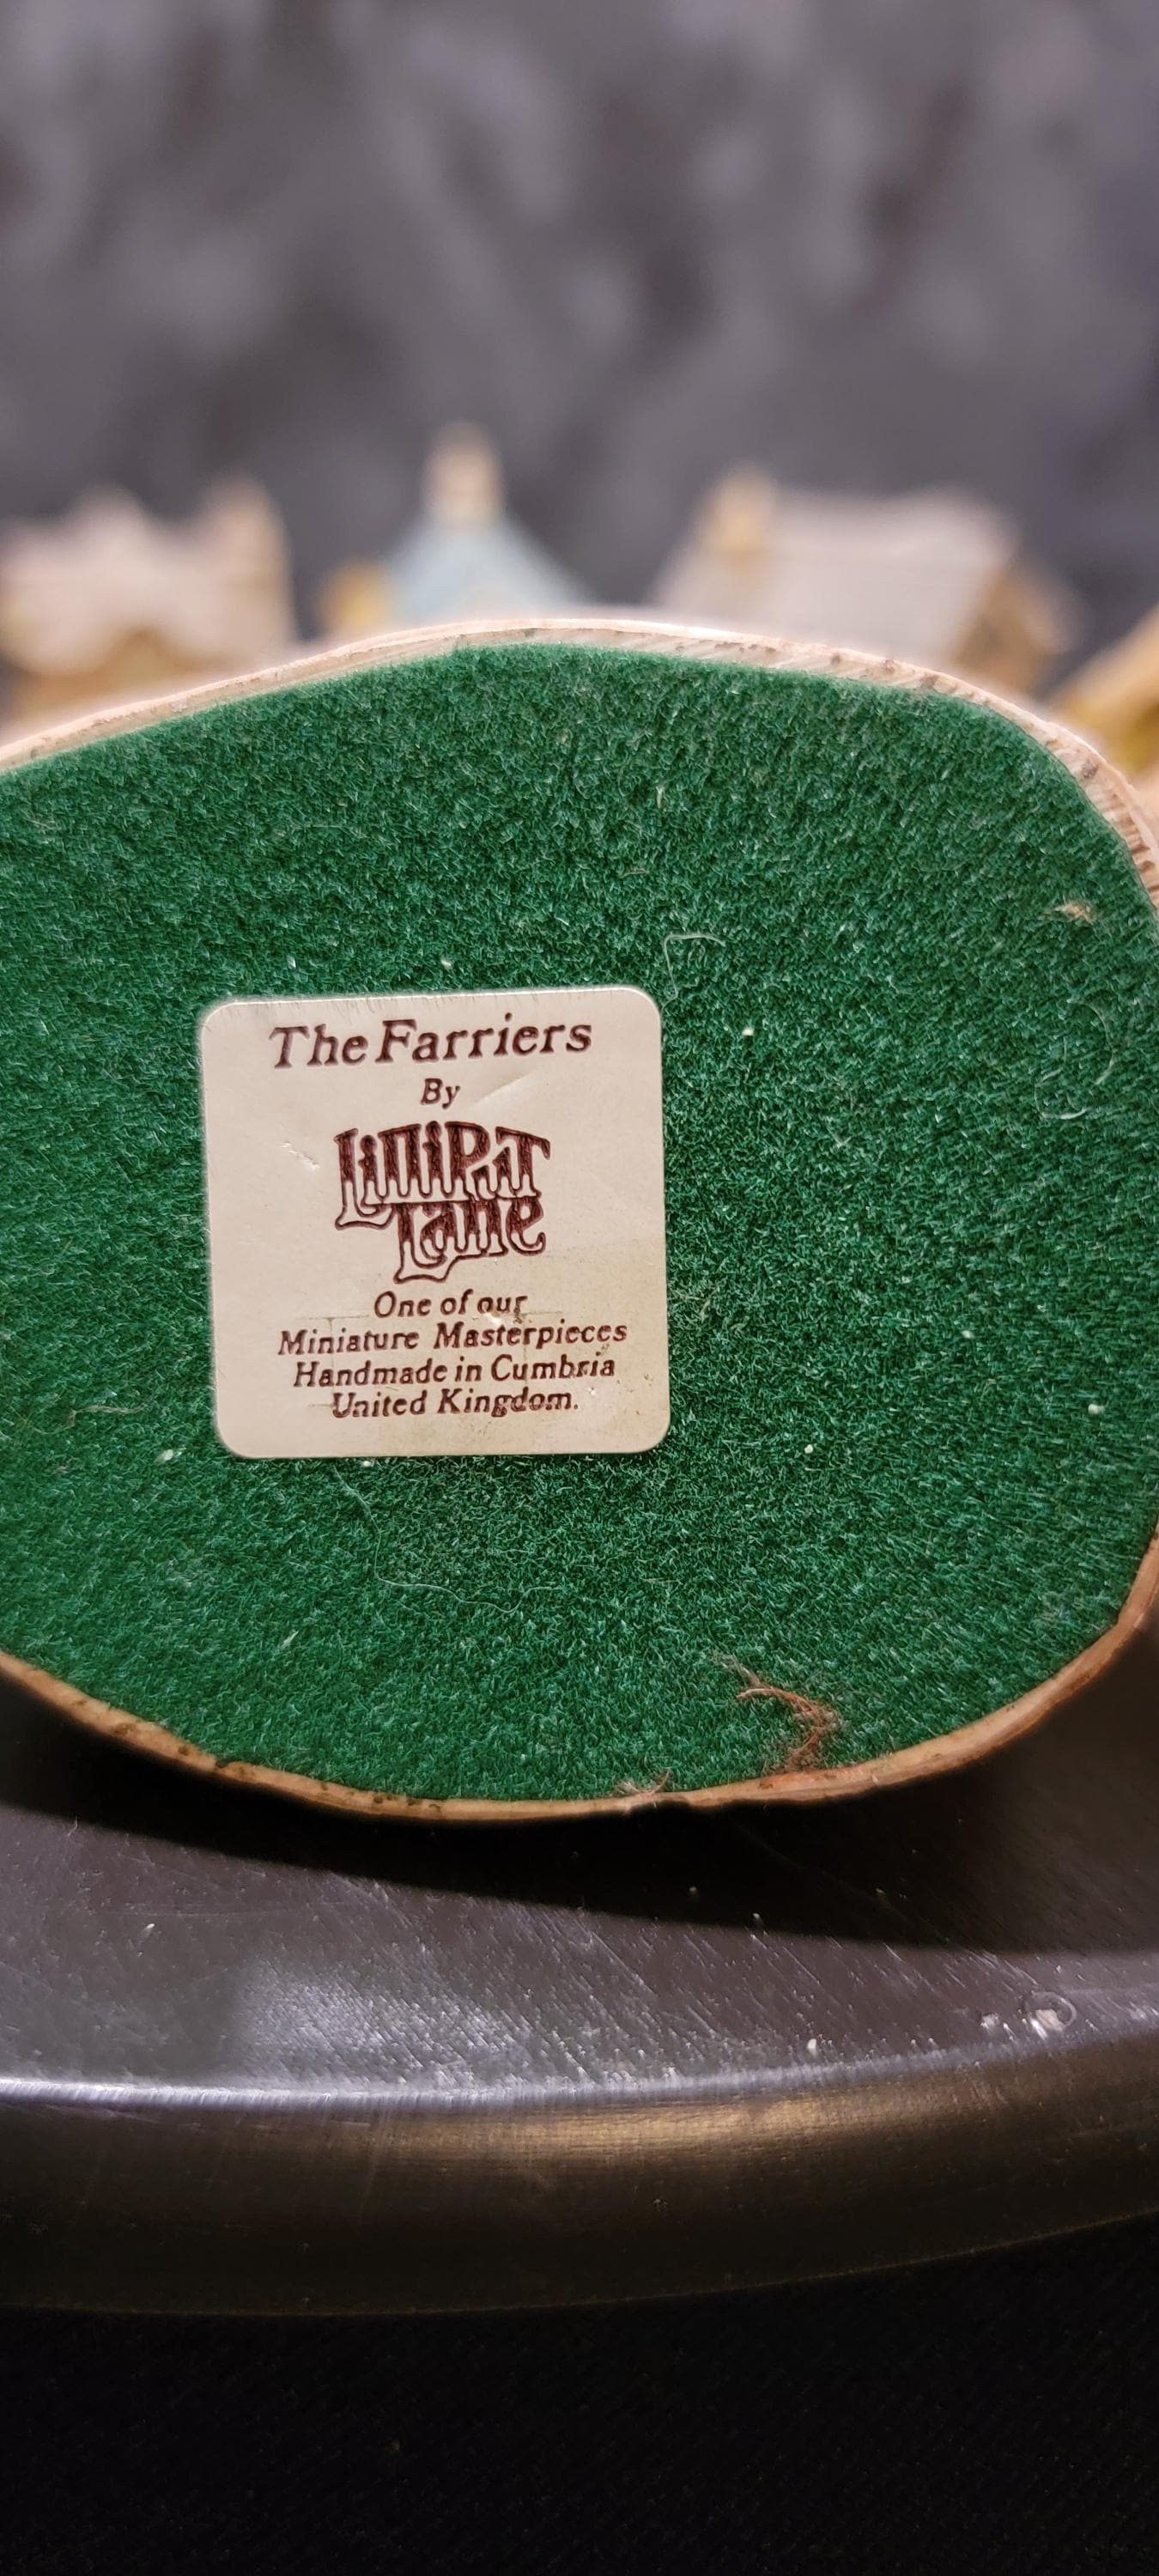 The Farriers
By
Lilliput
Lane
One of our
Miniature Masterpieces
Handmade in Cumbria
United Kingdom.